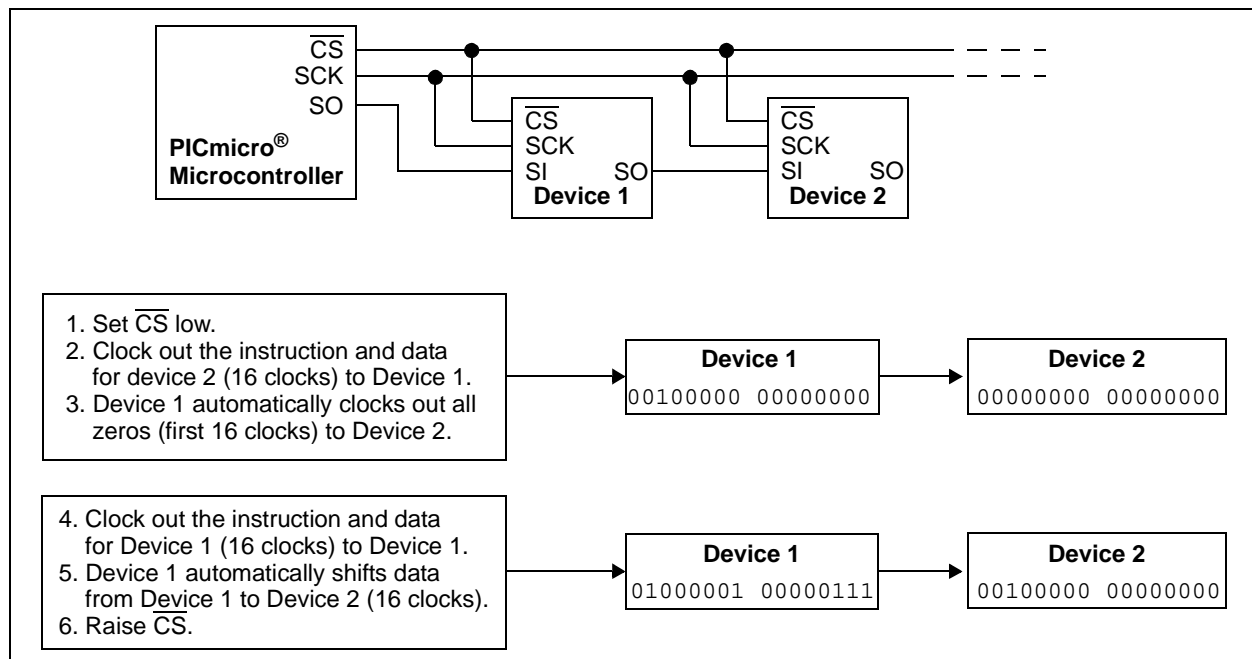 CS
SCK
SO
PICmicro®
Microcontroller
CS
SCK
SI SO
Device 1
CS
SCK
SI SO
Device 2
1. Set CS low.
2. Clock out the instruction and data
for device 2 (16 clocks) to Device 1.
3. Device 1 automatically clocks out all
zeros (first 16 clocks) to Device 2.
Device 1
00100000 00000000
Device 2
00000000 00000000
4. Clock out the instruction and data
for Device 1 (16 clocks) to Device 1.
5. Device 1 automatically shifts data
from Device 1 to Device 2 (16 clocks).
6. Raise CS.
Device 1
01000001 00000111
Device 2
00100000 00000000